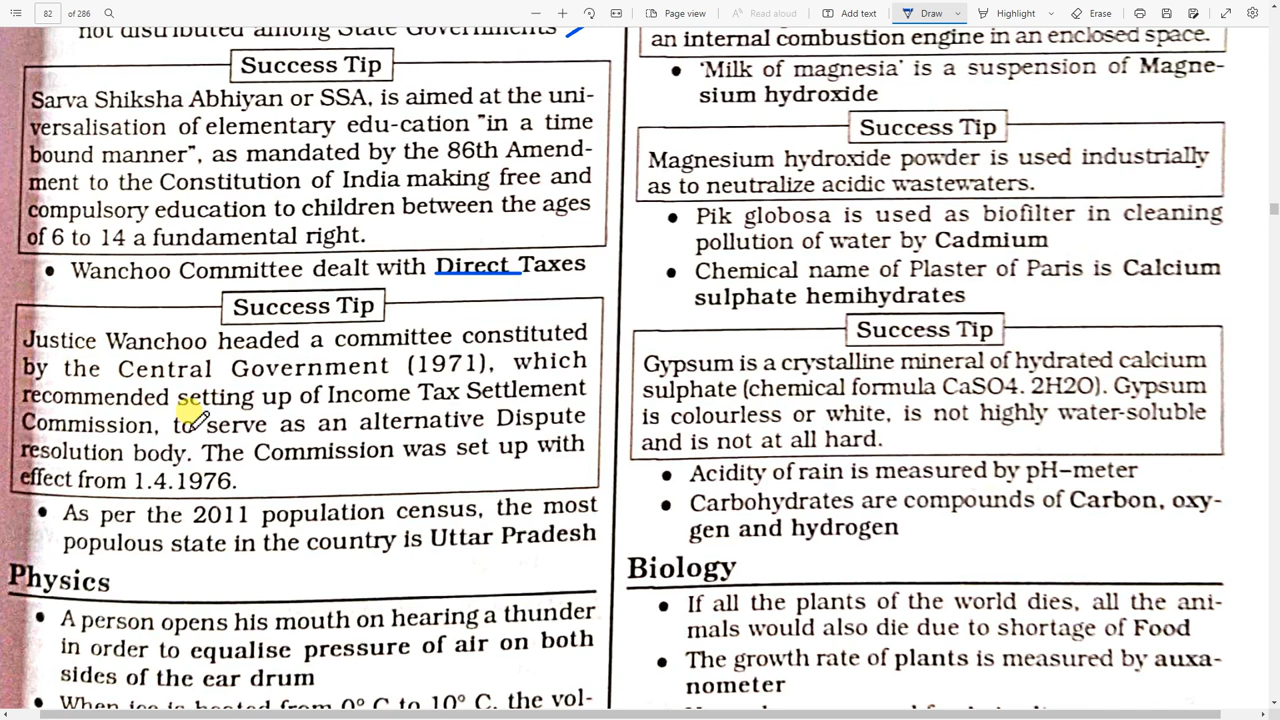 82 of 286
Page view
Read aloud
Add text
Draw
Highlight
Erase
not distributed among State Governments
Success Tip
Sarva Shiksha Abhiyan or SSA, is aimed at the uni-
versalisation of elementary edu-cation "in a time
bound manner", as mandated by the 86th Amend-
ment to the Constitution of India making free and
compulsory education to children between the ages
of 6 to 14 a fundamental right.
• Wanchoo Committee dealt with Direct Taxes
Success Tip
Justice Wanchoo headed a committee constituted
by the Central Government (1971), which
recommended setting up of Income Tax Settlement
Commission, to serve as an alternative Dispute
resolution body. The Commission was set up with
effect from 1.4.1976.
• As per the 2011 population census, the most
populous state in the country is Uttar Pradesh
Physics
• A person opens his mouth on hearing a thunder
in order to equalise pressure of air on both
sides of the ear drum
• When ice is heated from 0° C to 10° C, the vol-
an internal combustion engine in an enclosed space.
• 'Milk of magnesia' is a suspension of Magne-
sium hydroxide
Success Tip
Magnesium hydroxide powder is used industrially
as to neutralize acidic wastewaters.
• Pik globosa is used as biofilter in cleaning
pollution of water by Cadmium
• Chemical name of Plaster of Paris is Calcium
sulphate hemihydrates
Success Tip
Gypsum is a crystalline mineral of hydrated calcium
sulphate (chemical formula CaSO4. 2H2O). Gypsum
is colourless or white, is not highly water-soluble
and is not at all hard.
• Acidity of rain is measured by pH-meter
• Carbohydrates are compounds of Carbon, oxy-
gen and hydrogen
Biology
• If all the plants of the world dies, all the ani-
mals would also die due to shortage of Food
• The growth rate of plants is measured by auxa-
nometer